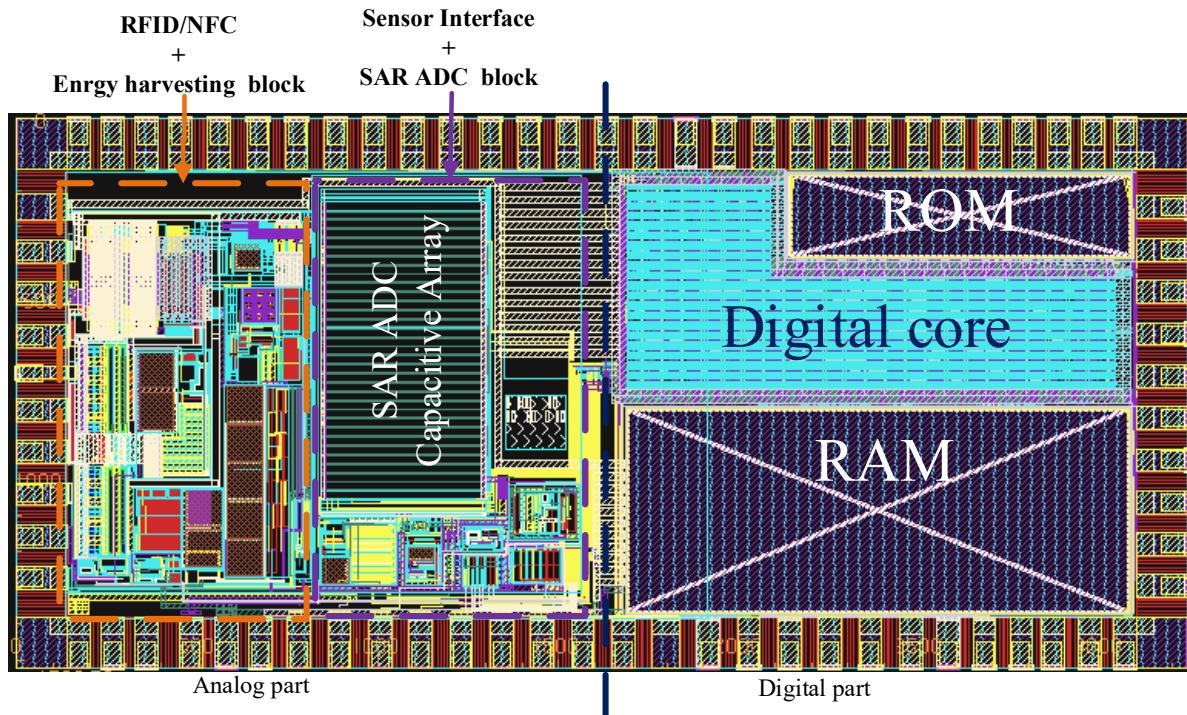 RFID/NFC
+
Enrgy harvesting block
Sensor Interface
+
SAR ADC block
ROM
SAR ADC
Capacitive Array
Digital core
RAM
Analog part
Digital part